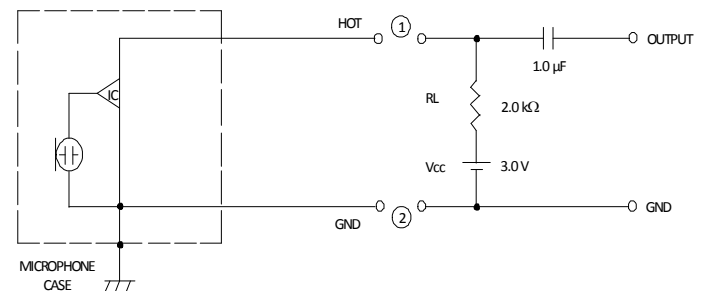 HOT
1
OUTPUT
IC
1.0 µF
RL
2.0 kΩ
Vcc
3.0 V
GND
2
GND
MICROPHONE
CASE